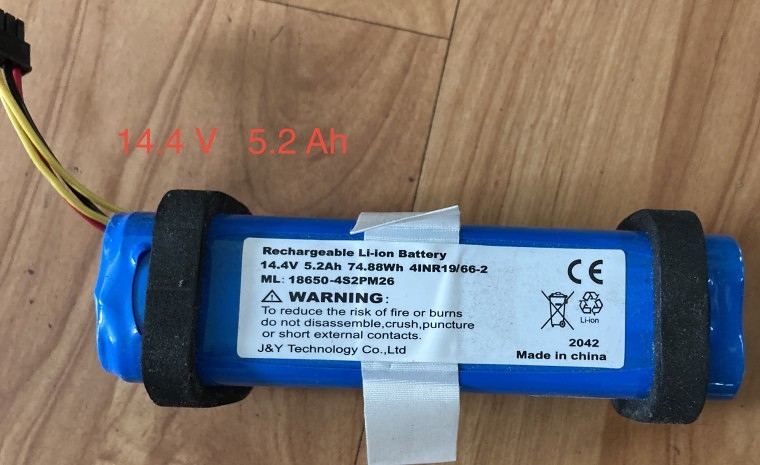 14.4 V 5.2 Ah
Rechargeable Li-ion Battery
14.4V 5.2Ah 74.88Wh 4INR19/66-2
ML: 18650-4S2PM26
WARNING:
To reduce the risk of fire or burns
do not disassemble,crush,puncture
or short external contacts.
J&Y Technology Co.,Ltd
CE
Li-ion
2042
Made in china